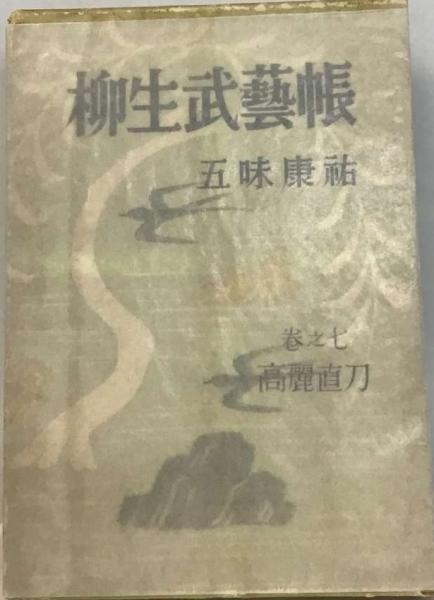 柳生武藝帳
五味康祐
巻之七
高麗直刀